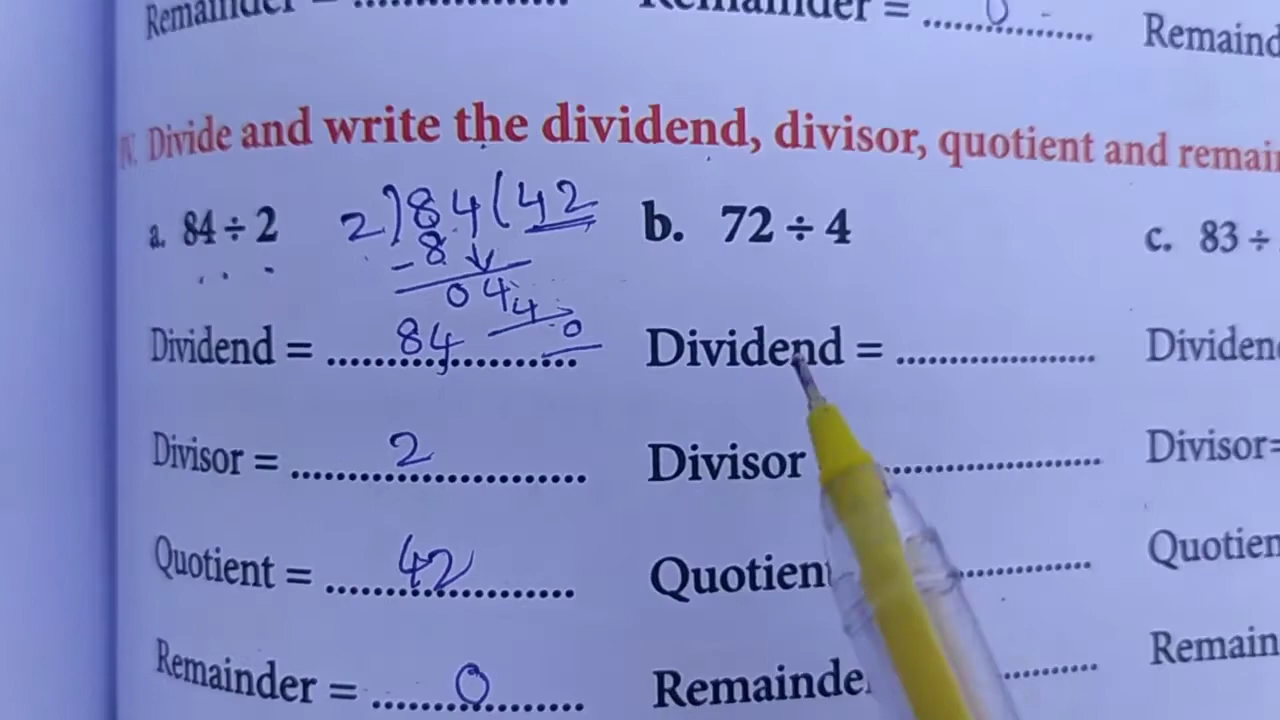 Remainder = .................. Remainder = ...0............. Remaind
IV. Divide and write the dividend, divisor, quotient and remain
a. 84 ÷ 2 2)84(42 b. 72 ÷ 4 c. 83 ÷
- 8
04
4
0
Dividend = ......84.............. Dividend = .................... Dividen
Divisor = .......2................ Divisor ...................... Divisor=
Quotient = ......42............. Quotien ............. Quotien
Remainder = .......0......... Remainde ......... Remain